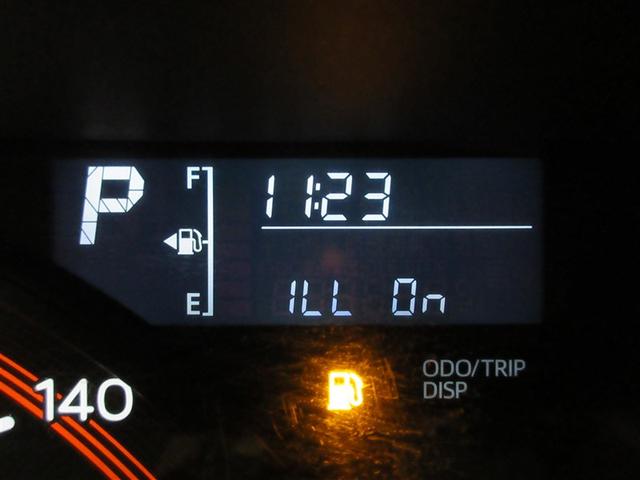 P
F
11:23
E
ILL On
ODO/TRIP
DISP
140